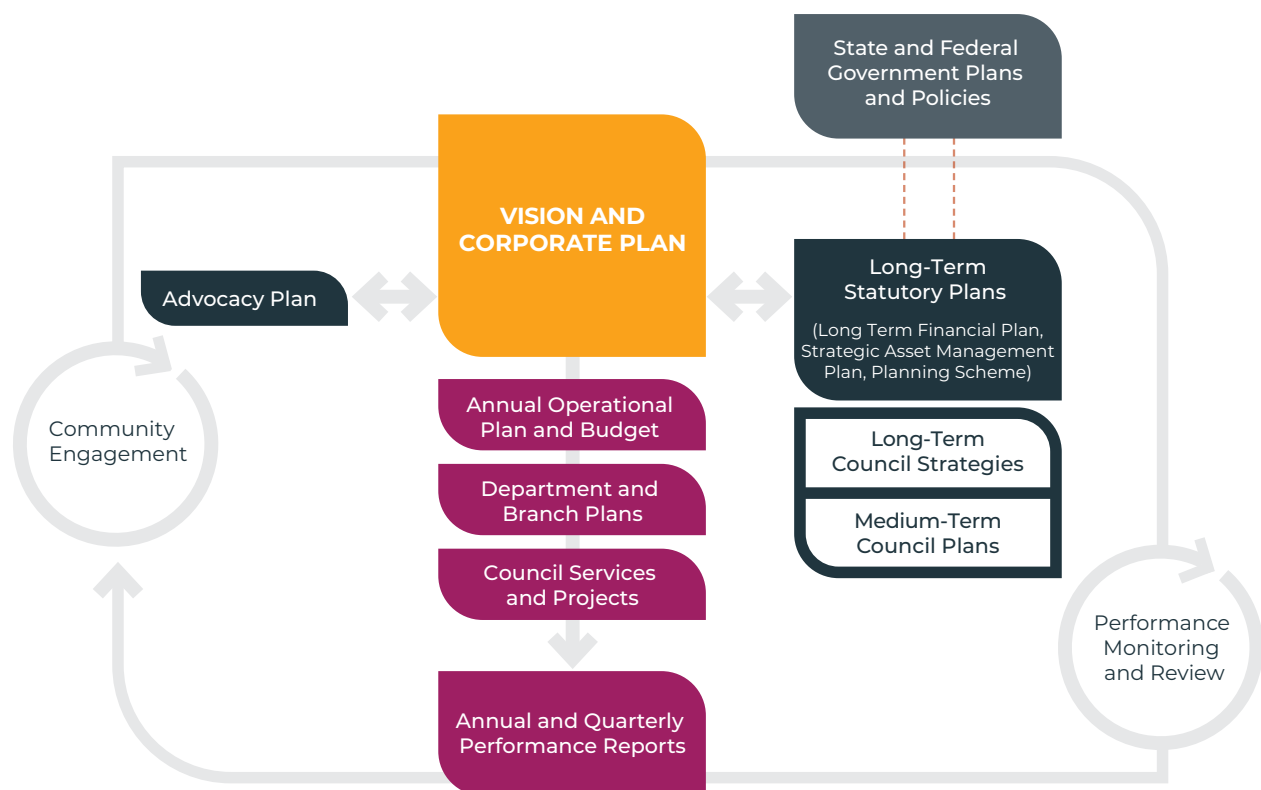 State and Federal
Government Plans
and Policies
VISION AND
CORPORATE PLAN
Advocacy Plan
Long-Term
Statutory Plans
(Long Term Financial Plan,
Strategic Asset Management
Plan, Planning Scheme)
Annual Operational
Plan and Budget
Long-Term
Council Strategies
Community
Engagement
Department and
Branch Plans
Medium-Term
Council Plans
Council Services
and Projects
Performance
Monitoring
and Review
Annual and Quarterly
Performance Reports